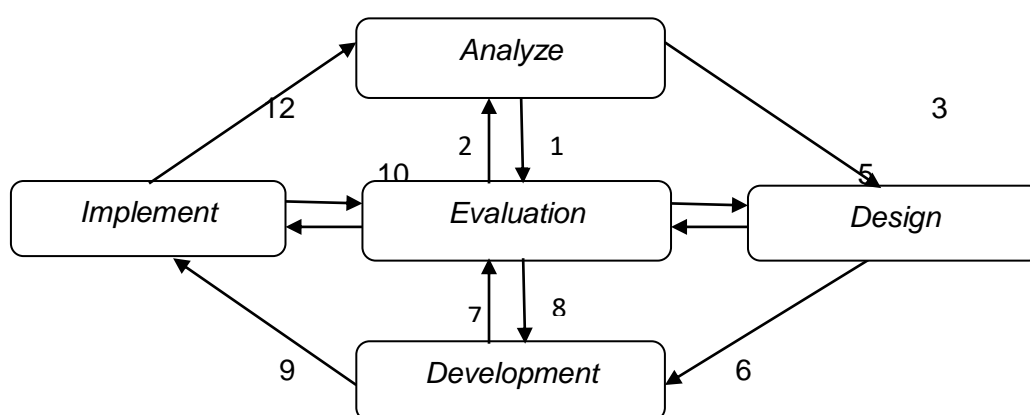 Analyze
12
3
2
1
10
5
Implement
Evaluation
Design
7
8
9
6
Development